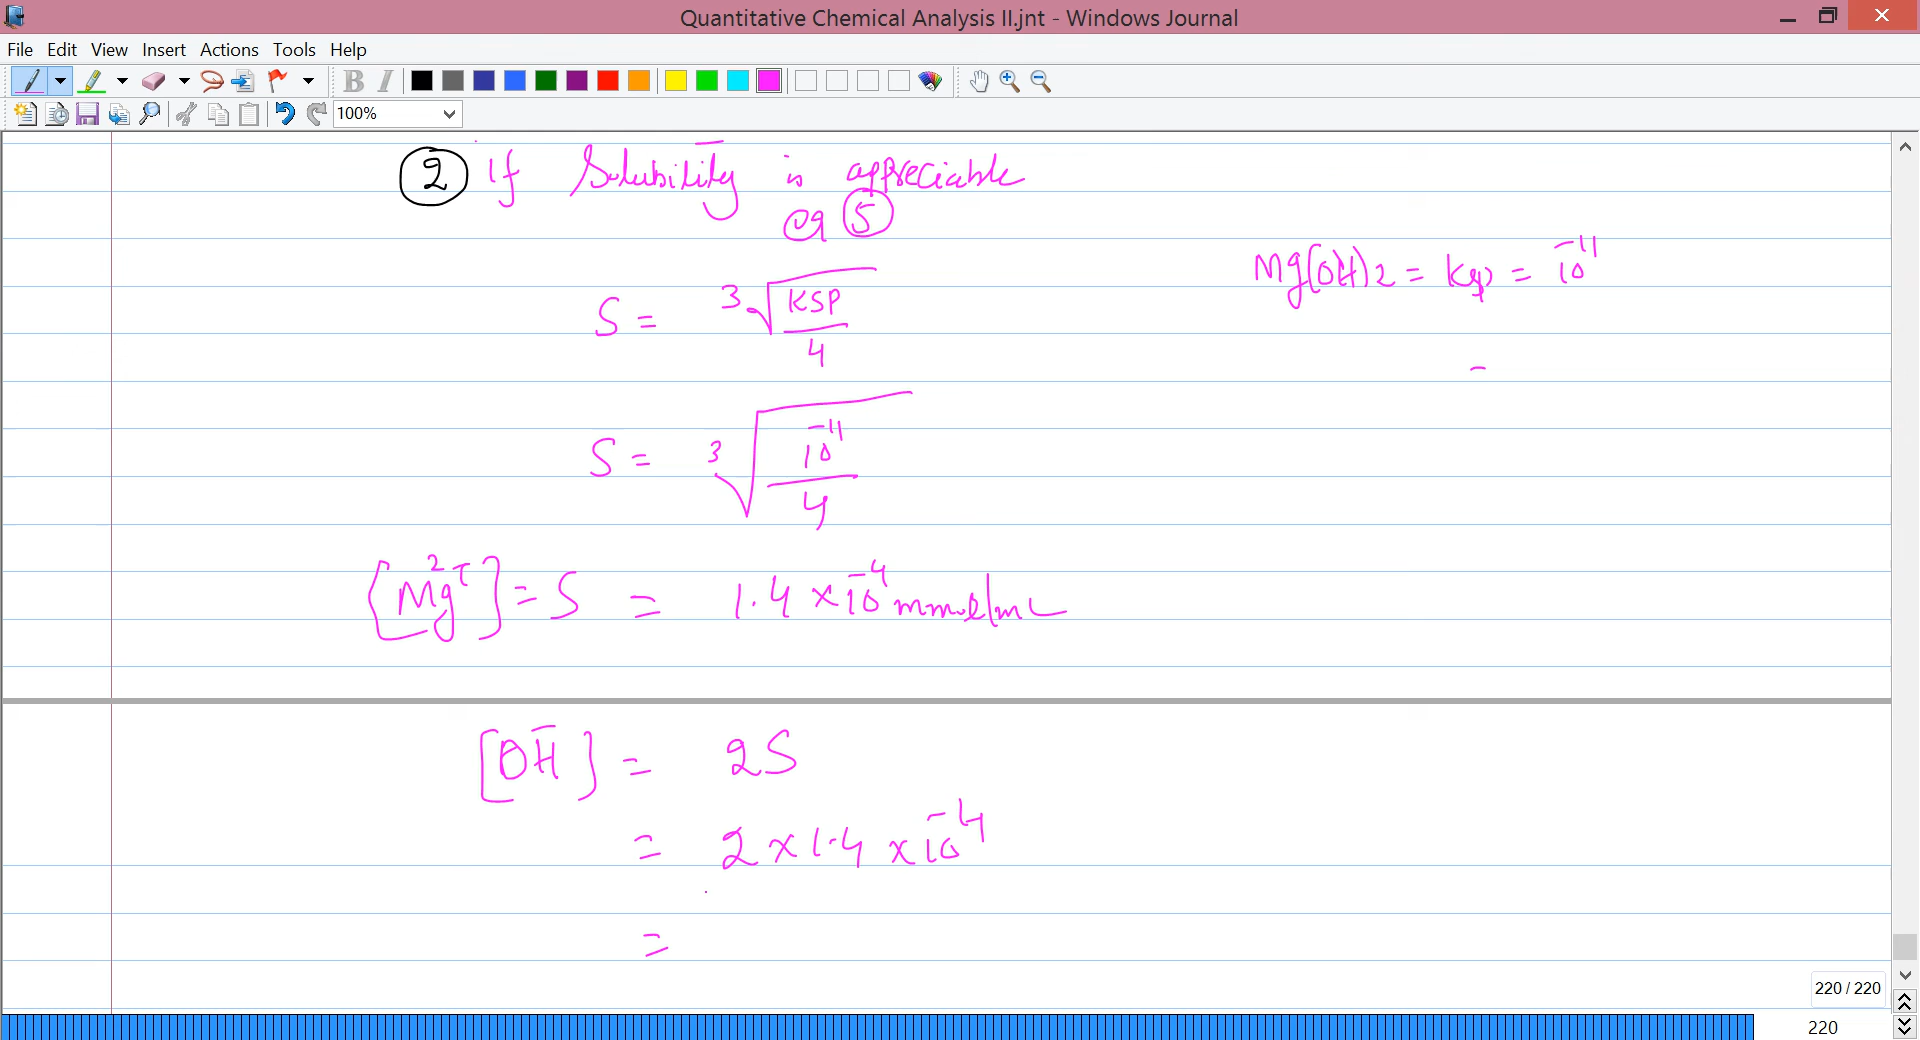 Quantitative Chemical Analysis II.jnt - Windows Journal
File Edit View Insert Actions Tools Help
B I
100%
② If Solubility is appreciable
eq ⑤
Mg(OH)2 = Ksp = 10⁻¹¹
S = ³√(KSP/4)
-
S = ³√(10⁻¹¹/4)
[Mg²⁺] = S = 1.4 × 10⁻⁴ mmol/mL
[OH⁻] = 2S
= 2 × 1.4 × 10⁻⁴
=
220 / 220
220